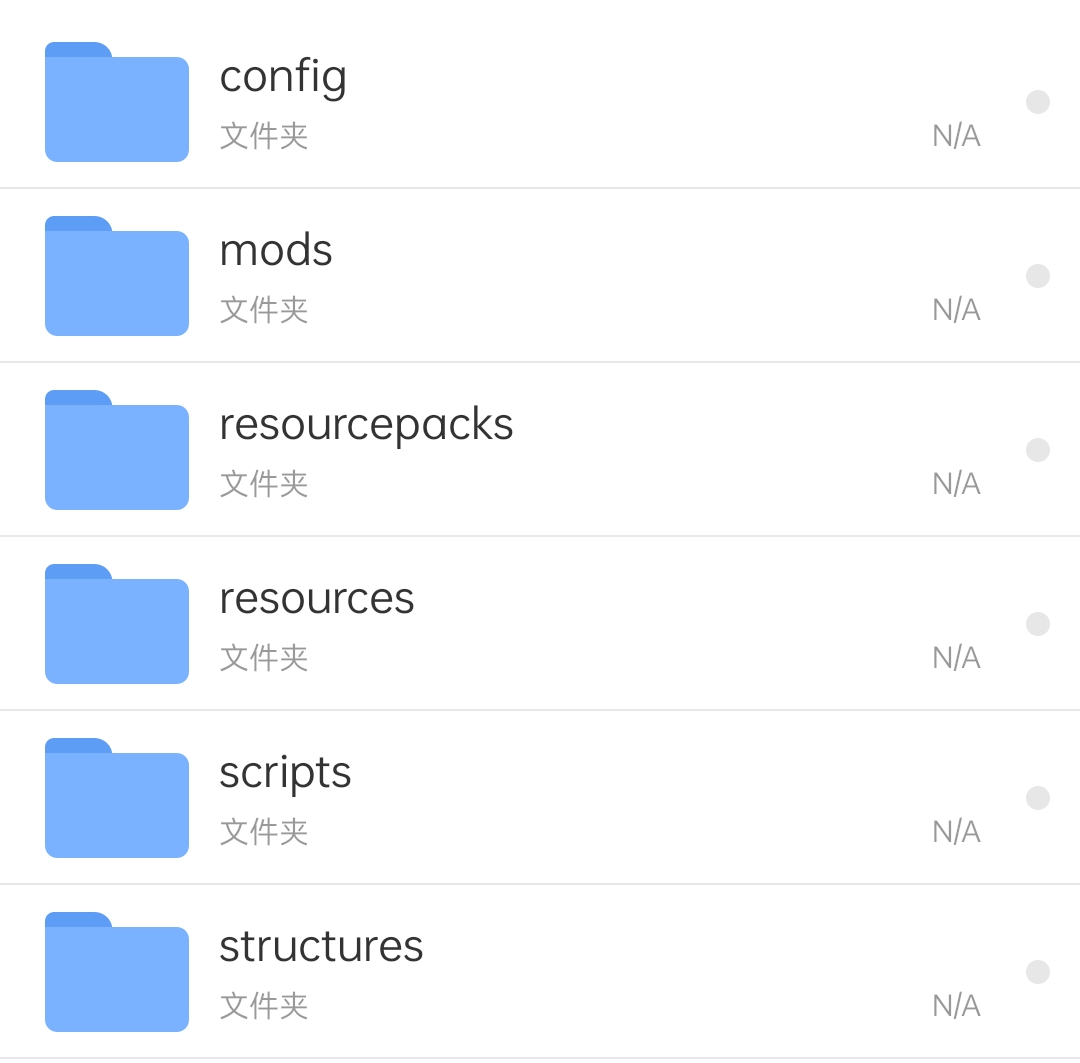 config
文件夹
N/A
mods
文件夹
N/A
resourcepacks
文件夹
N/A
resources
文件夹
N/A
scripts
文件夹
N/A
structures
文件夹
N/A